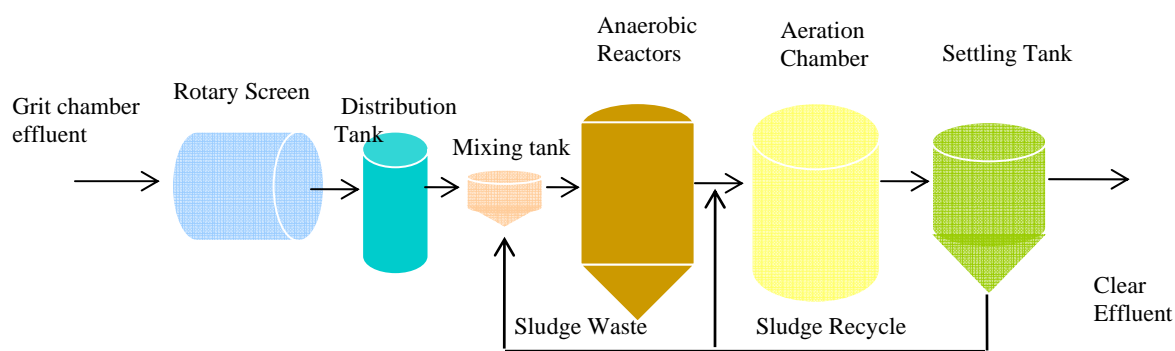 Grit chamber
effluent
Rotary Screen
Distribution
Tank
Mixing tank
Anaerobic
Reactors
Aeration
Chamber
Settling Tank
Sludge Waste
Sludge Recycle
Clear
Effluent